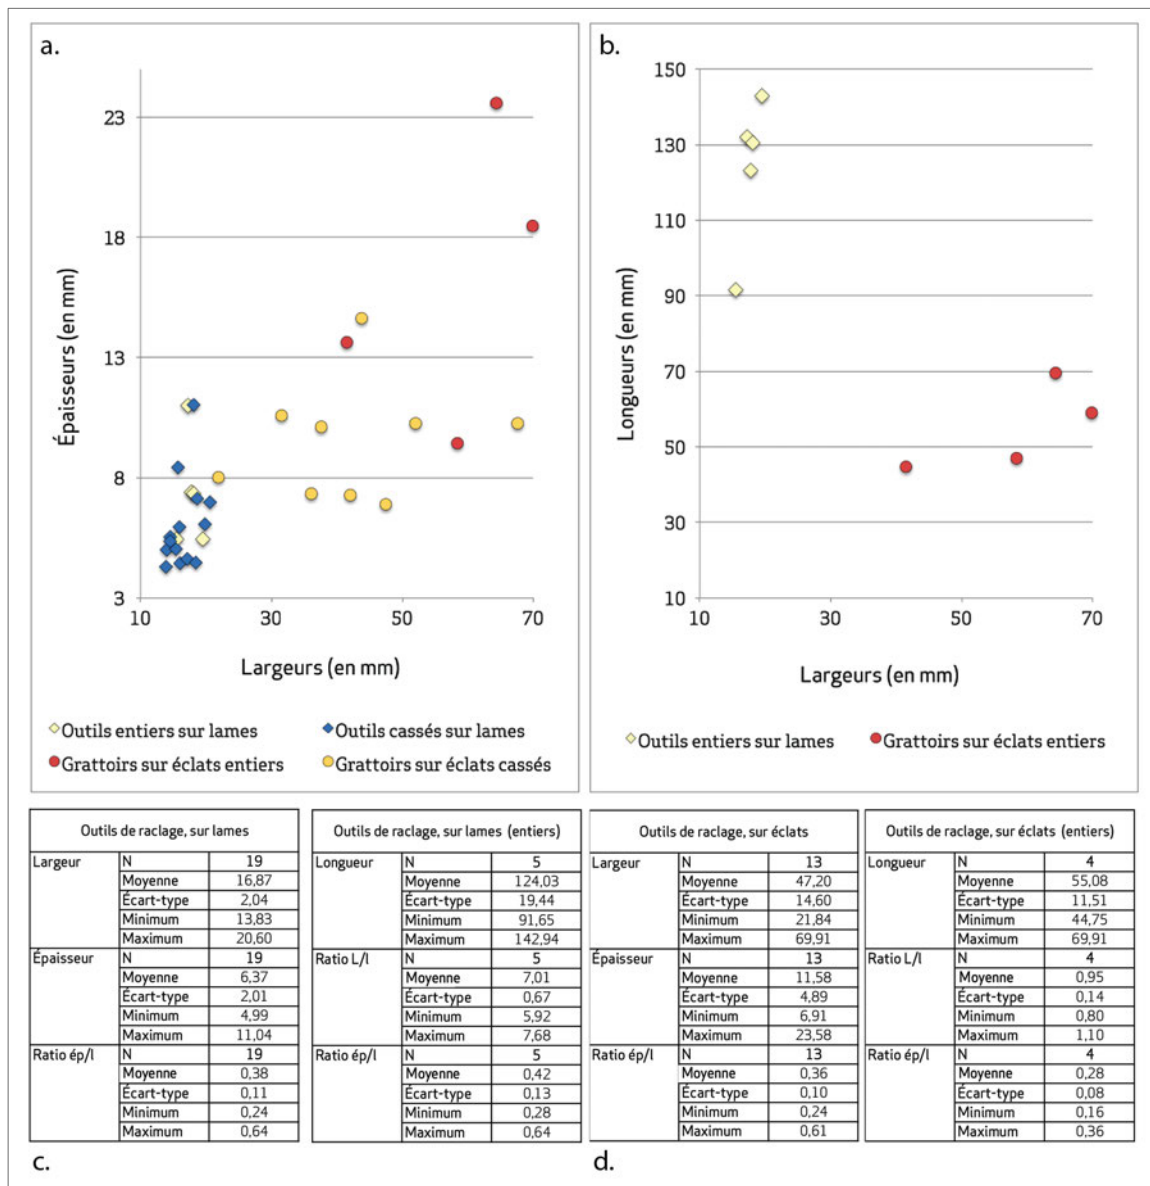 a.
Épaisseurs (en mm)
23
18
13
8
3
10 30 50 70
Largeurs (en mm)
Outils entiers sur lames
Outils cassés sur lames
Grattoirs sur éclats entiers
Grattoirs sur éclats cassés
b.
Longueurs (en mm)
150
130
110
90
70
50
30
10
10 30 50 70
Largeurs (en mm)
Outils entiers sur lames
Grattoirs sur éclats entiers
Outils de raclage, sur lames
Largeur N 19
Moyenne 16,87
Écart-type 2,04
Minimum 13,83
Maximum 20,60
Épaisseur N 19
Moyenne 6,37
Écart-type 2,01
Minimum 4,99
Maximum 11,04
Ratio ép/l N 19
Moyenne 0,38
Écart-type 0,11
Minimum 0,24
Maximum 0,64
Outils de raclage, sur lames (entiers)
Longueur N 5
Moyenne 124,03
Écart-type 19,44
Minimum 91,65
Maximum 142,94
Ratio L/l N 5
Moyenne 7,01
Écart-type 0,67
Minimum 5,92
Maximum 7,68
Ratio ép/l N 5
Moyenne 0,42
Écart-type 0,13
Minimum 0,28
Maximum 0,64
c.
Outils de raclage, sur éclats
Largeur N 13
Moyenne 47,20
Écart-type 14,60
Minimum 21,84
Maximum 69,91
Épaisseur N 13
Moyenne 11,58
Écart-type 4,89
Minimum 6,91
Maximum 23,58
Ratio ép/l N 13
Moyenne 0,36
Écart-type 0,10
Minimum 0,24
Maximum 0,61
Outils de raclage, sur éclats (entiers)
Longueur N 4
Moyenne 55,08
Écart-type 11,51
Minimum 44,75
Maximum 69,91
Ratio L/l N 4
Moyenne 0,95
Écart-type 0,14
Minimum 0,80
Maximum 1,10
Ratio ép/l N 4
Moyenne 0,28
Écart-type 0,08
Minimum 0,16
Maximum 0,36
d.